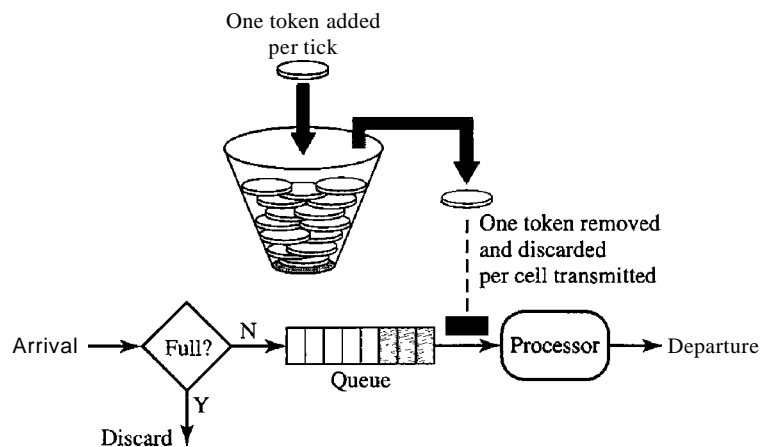 One token added
per tick
One token removed
and discarded
per cell transmitted
Arrival
Full?
N
Queue
Processor
Departure
Y
Discard